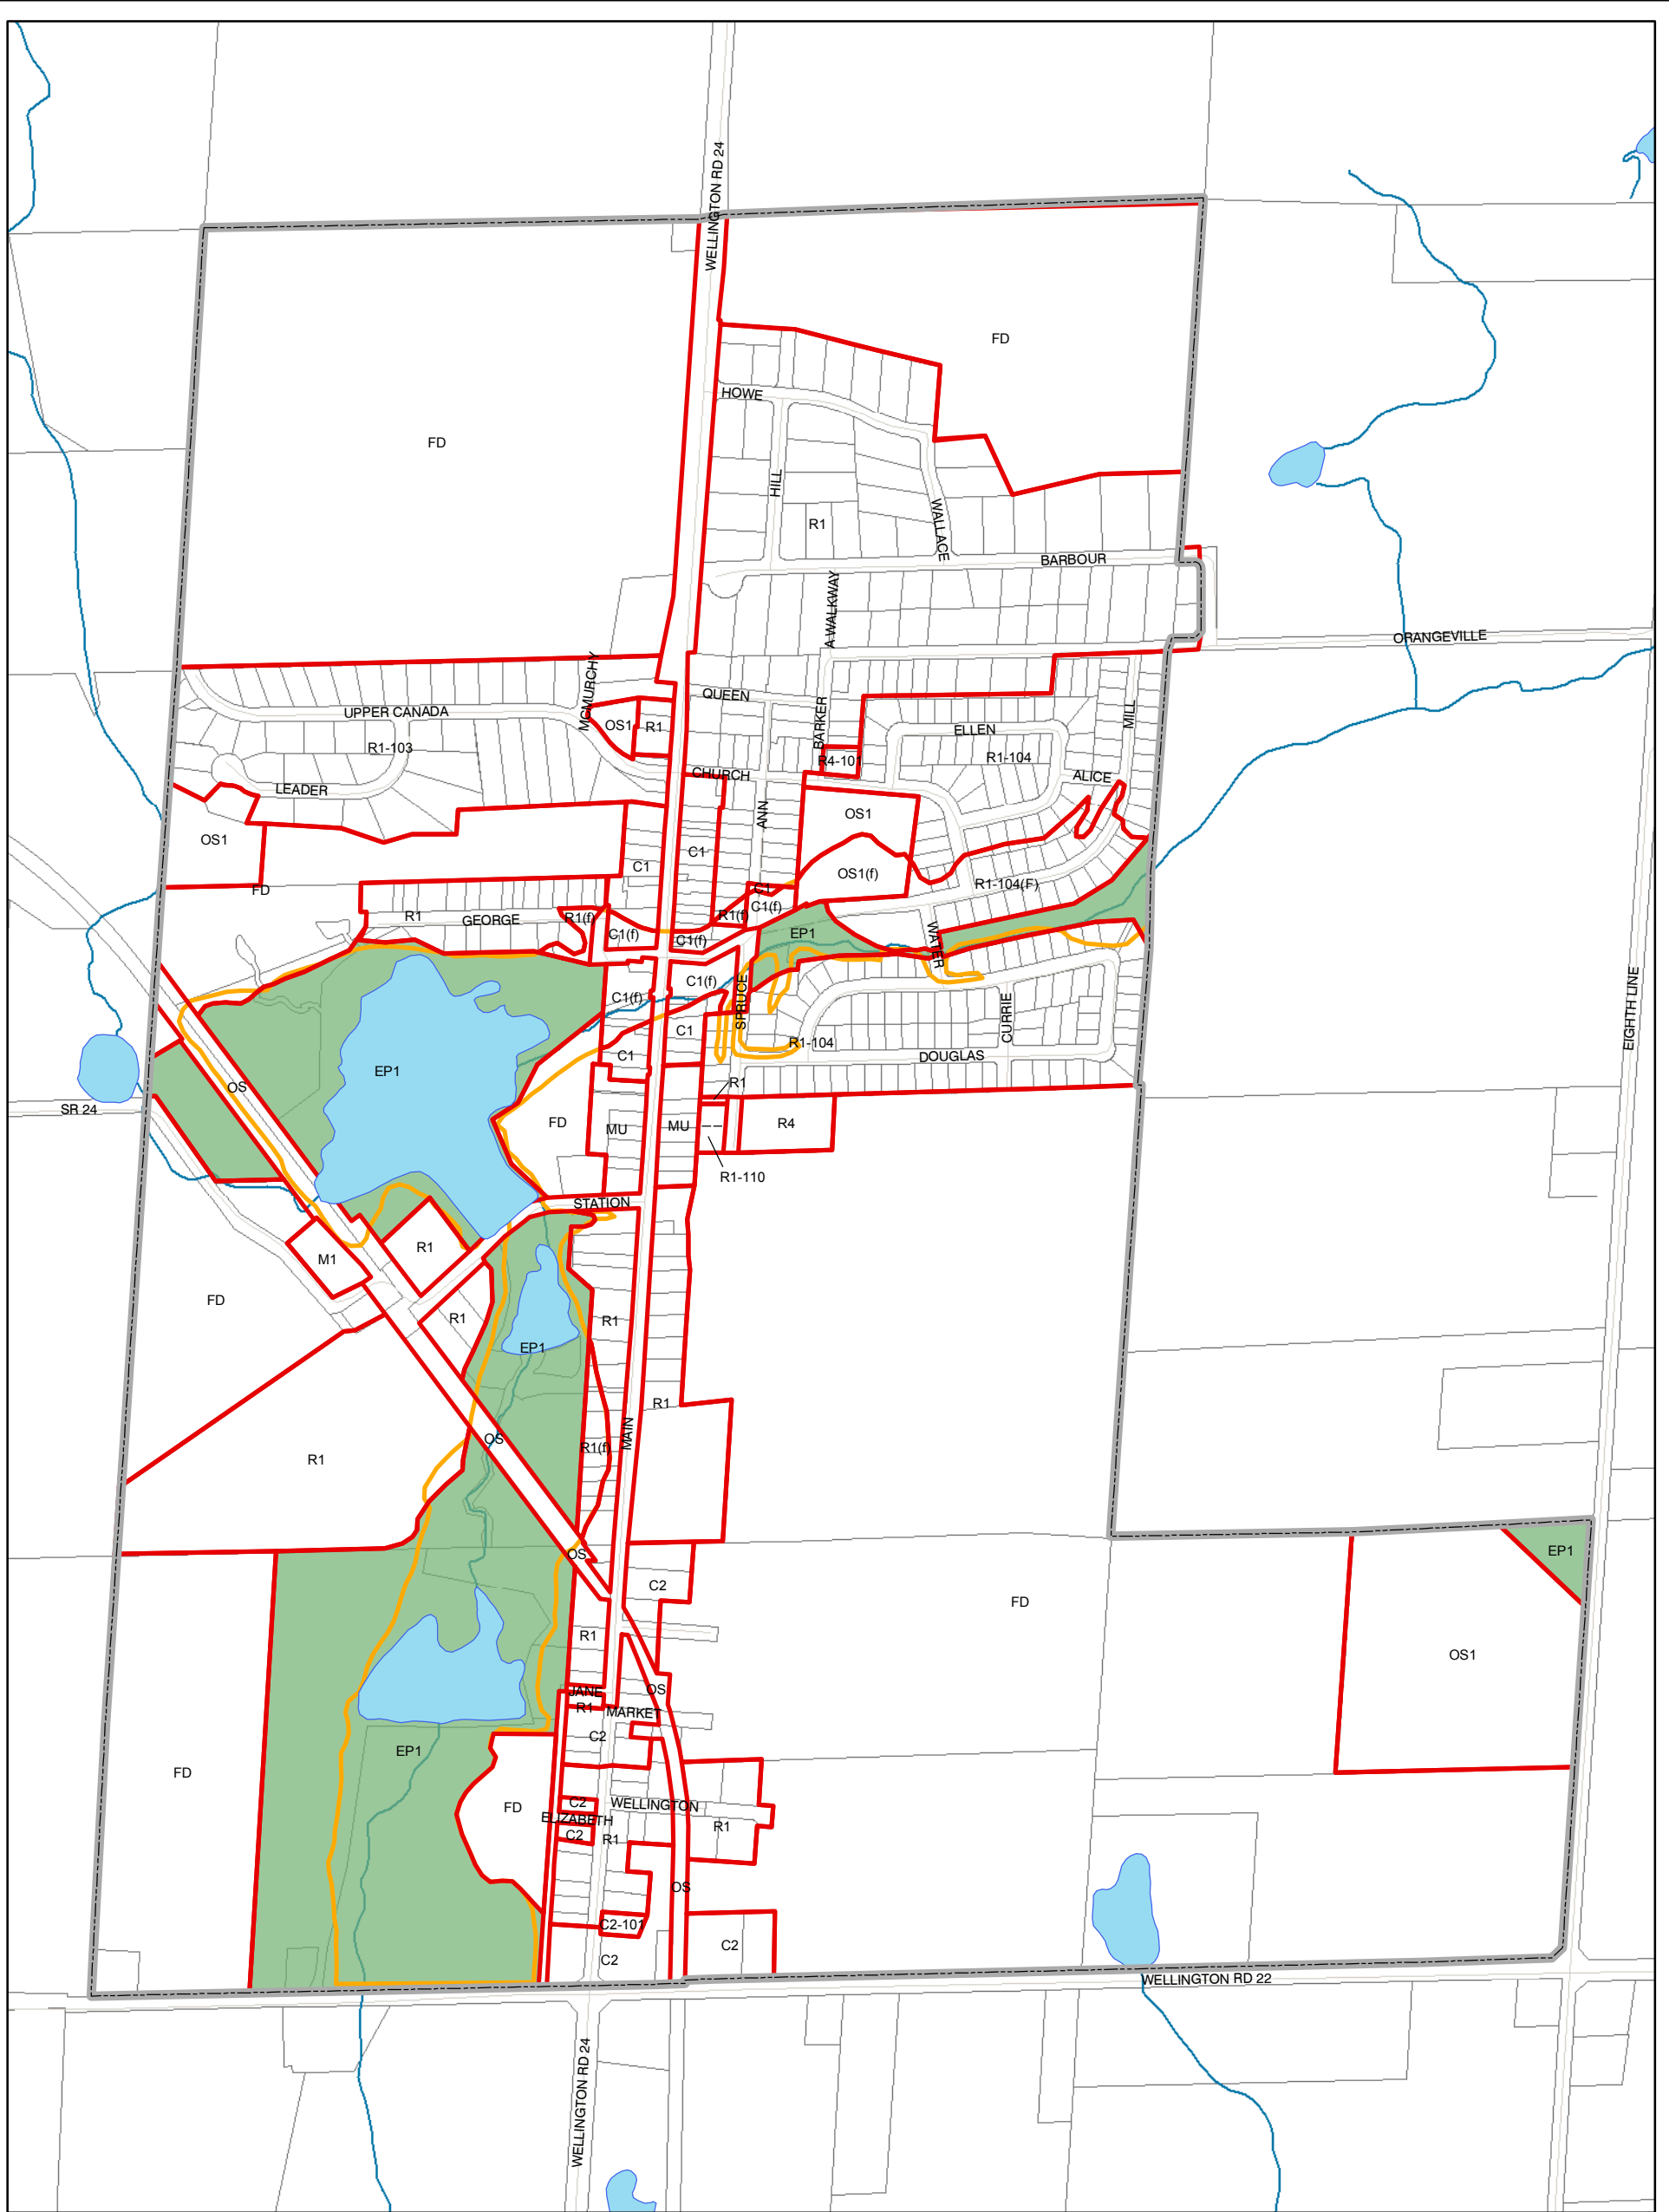 WELLINGTON RD 24
FD
FD
HOWE
HILL
WALLACE
R1
BARBOUR
A WALKWAY
ORANGEVILLE
MCMURCHY
QUEEN
UPPER CANADA
OS1
R1
BARKER
ELLEN
MILL
R1-103
R4-101
R1-104
CHURCH
ALICE
LEADER
ANN
OS1
OS1
C1
C1
OS1(f)
FD
C1
R1-104(F)
R1
GEORGE
R1(f)
R1(f)
C1(f)
C1(f)
C1(f)
EP1
WATER
C1(f)
C1(f)
SPRUCE
CURRIE
EIGHTH LINE
C1
R1-104
C1
DOUGLAS
EP1
OS
R1
SR 24
FD
MU
MU
R4
R1-110
STATION
M1
R1
FD
R1
R1
EP1
R1
MAIN
OS
R1(f)
R1
OS
EP1
C2
FD
R1
OS1
JANE
OS
R1
MARKET
C2
EP1
FD
FD
C2
WELLINGTON
ELIZABETH
R1
C2
R1
OS
C2-101
C2
C2
WELLINGTON RD 22
WELLINGTON RD 24